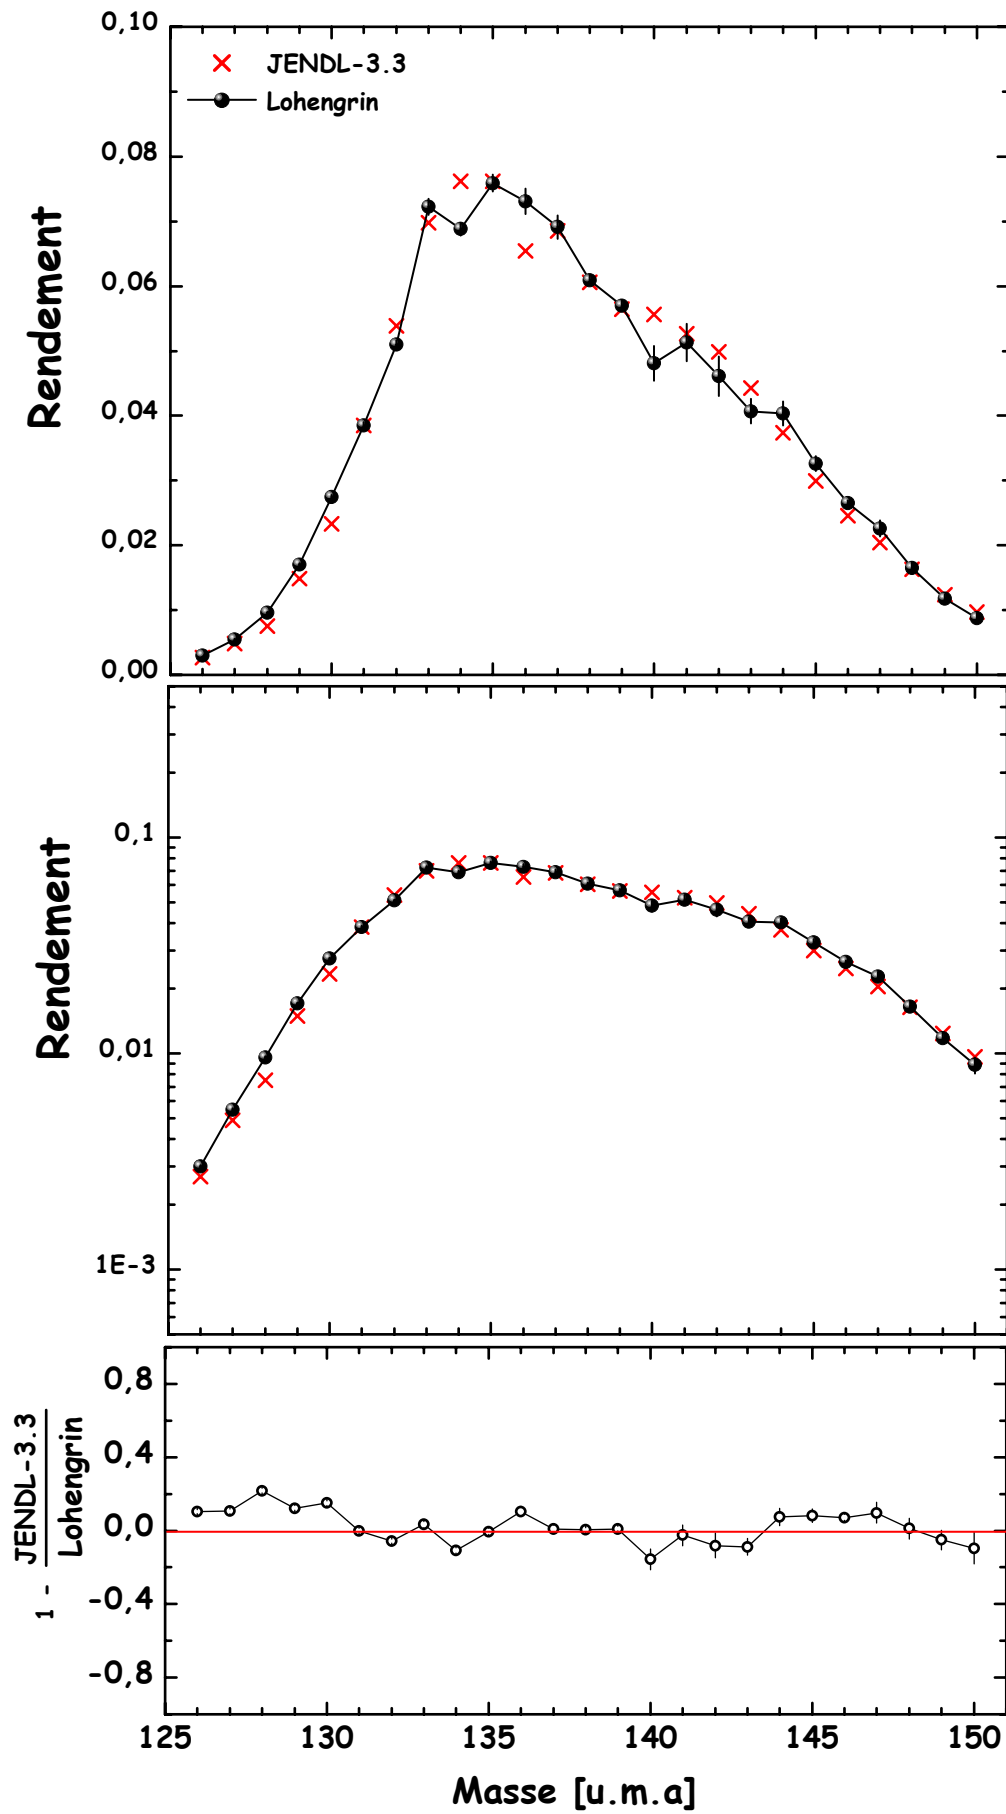 0,10
JENDL-3.3
Lohengrin
0,08
0,06
0,04
0,02
0,00
Rendement
0,1
0,01
1E-3
Rendement
0,8
0,4
0,0
-0,4
-0,8
1 - JENDL-3.3
Lohengrin
125 130 135 140 145 150
Masse [u.m.a]